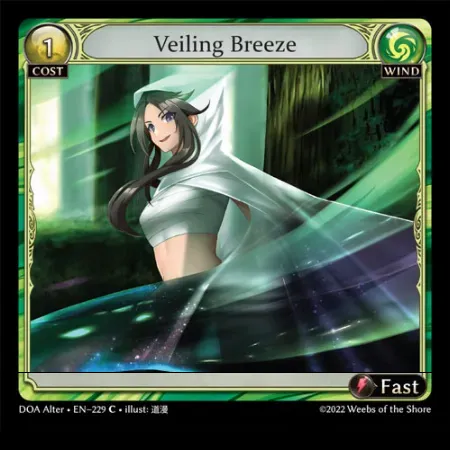 1
Veiling Breeze
COST
WIND
Fast
DOA Alter • EN-229 C • illust: 道漫
©2022 Weebs of the Shore